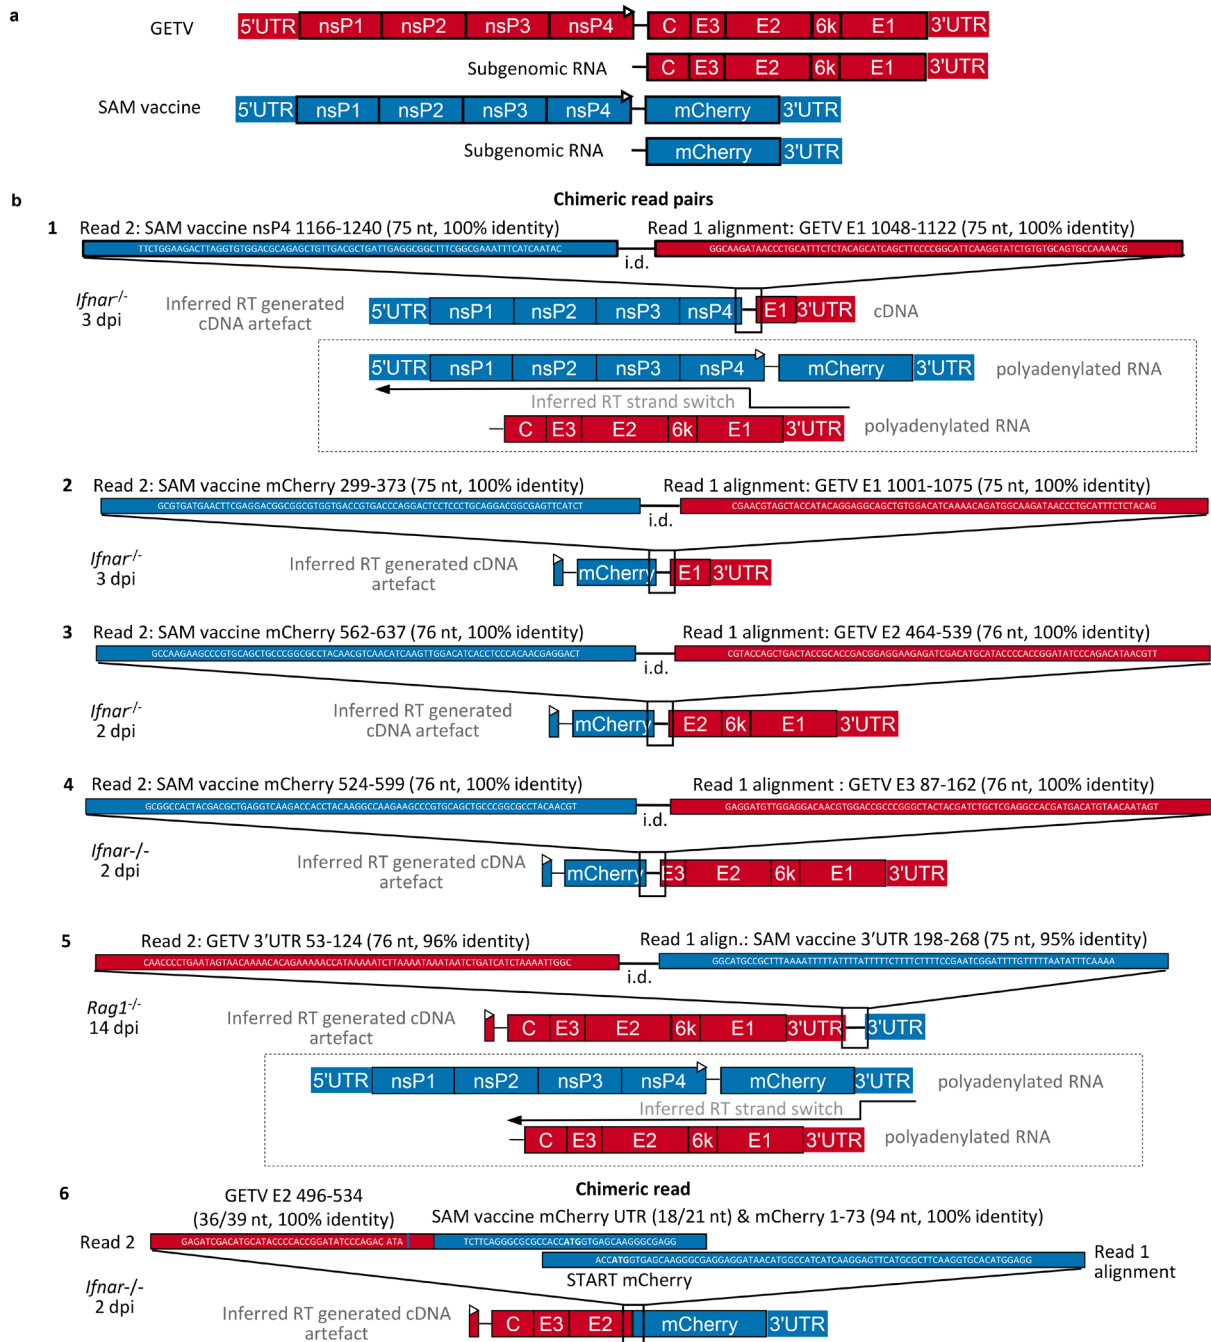 a
GETV
5'UTR nsP1 nsP2 nsP3 nsP4 C E3 E2 6k E1 3'UTR
Subgenomic RNA
C E3 E2 6k E1 3'UTR
SAM vaccine
5'UTR nsP1 nsP2 nsP3 nsP4 mCherry 3'UTR
Subgenomic RNA
mCherry 3'UTR
b
Chimeric read pairs
1
Read 2: SAM vaccine nsP4 1166-1240 (75 nt, 100% identity)
Read 1 alignment: GETV E1 1048-1122 (75 nt, 100% identity)
TTCTGGAAGACTTAGGTGTGGACGCAGAGCTGTTGACGCTGATTGAGGCGGCTTTCGGCGAAATTTCATCAATAC
GGCAAGATAACCCTGCATTTCTCTACAGCATCAGCTTCCCCGGCATTCAAGGTATCTGTGTGCAGTGCCAAAACG
i.d.
Ifnar-/-
3 dpi
Inferred RT generated
cDNA artefact
5'UTR nsP1 nsP2 nsP3 nsP4 E1 3'UTR
cDNA
5'UTR nsP1 nsP2 nsP3 nsP4 mCherry 3'UTR
polyadenylated RNA
Inferred RT strand switch
C E3 E2 6k E1 3'UTR
polyadenylated RNA
2
Read 2: SAM vaccine mCherry 299-373 (75 nt, 100% identity)
Read 1 alignment: GETV E1 1001-1075 (75 nt, 100% identity)
GCGTGATGAACTTCGAGGACGGCGGCGTGGTGACCGTGACCCAGGACTCCTCCCTGCAGGACGGCGAGTTCATCT
CGAACGTAGCTACCATACAGGAGGCAGCTGTGGACATCAAAACAGATGGCAAGATAACCCTGCATTTCTCTACAG
i.d.
Ifnar-/-
3 dpi
Inferred RT generated cDNA
artefact
mCherry E1 3'UTR
3
Read 2: SAM vaccine mCherry 562-637 (76 nt, 100% identity)
Read 1 alignment: GETV E2 464-539 (76 nt, 100% identity)
GCCAAGAAGCCCGTGCAGCTGCCCGGCGCCTACAACGTCAACATCAAGTTGGACATCACCTCCCACAACGAGGACT
CGTACCAGCTGACTACCGCACCGACGGAGGAAGAGATCGACATGCATACCCCACCGGATATCCCAGACATAACGTT
i.d.
Ifnar-/-
2 dpi
Inferred RT generated
cDNA artefact
mCherry E2 6k E1 3'UTR
4
Read 2: SAM vaccine mCherry 524-599 (76 nt, 100% identity)
Read 1 alignment : GETV E3 87-162 (76 nt, 100% identity)
GCGGCCACTACGACGCTGAGGTCAAGACCACCTACAAGGCCAAGAAGCCCGTGCAGCTGCCCGGCGCCTACAACGT
GAGGATGTTGGAGGACAACGTGGACCGCCCGGGCTACTACGATCTGCTCGAGGCCACGATGACATGTAACAATAGT
i.d.
Ifnar-/-
2 dpi
Inferred RT generated cDNA
artefact
mCherry E3 E2 6k E1 3'UTR
5
Read 2: GETV 3’UTR 53-124 (76 nt, 96% identity)
Read 1 align.: SAM vaccine 3’UTR 198-268 (75 nt, 95% identity)
CAACCCCTGAATAGTAACAAAACACAGAAAAACCATAAAAATCTTAAAATAAATAATCTGATCATCTAAAATTGGC
GGCATGCCGCTTTAAAATTTTTATTTTATTTTTCTTTTCTTTTCCGAATCGGATTTTGTTTTTAATATTTCAAAA
i.d.
Rag1-/-
14 dpi
Inferred RT generated cDNA
artefact
C E3 E2 6k E1 3'UTR 3'UTR
5'UTR nsP1 nsP2 nsP3 nsP4 mCherry 3'UTR
polyadenylated RNA
Inferred RT strand switch
C E3 E2 6k E1 3'UTR
polyadenylated RNA
6
Chimeric read
GETV E2 496-534
(36/39 nt, 100% identity)
SAM vaccine mCherry UTR (18/21 nt) & mCherry 1-73 (94 nt, 100% identity)
Read 2
GAGATCGACATGCATACCCCACCGGATATCCCAGAC ATA
TCTTCAGGGCGCGCCACCATGGTGAGCAAGGGCGAGG
ACCATGGTGAGCAAGGGCGAGGAGGATAACATGGCCATCATCAAGGAGTTCATGCGCTTCAAGGTGCACATGGAGG
Read 1
alignment
START mCherry
Ifnar-/-
2 dpi
Inferred RT generated cDNA
artefact
C E3 E2 mCherry 3'UTR